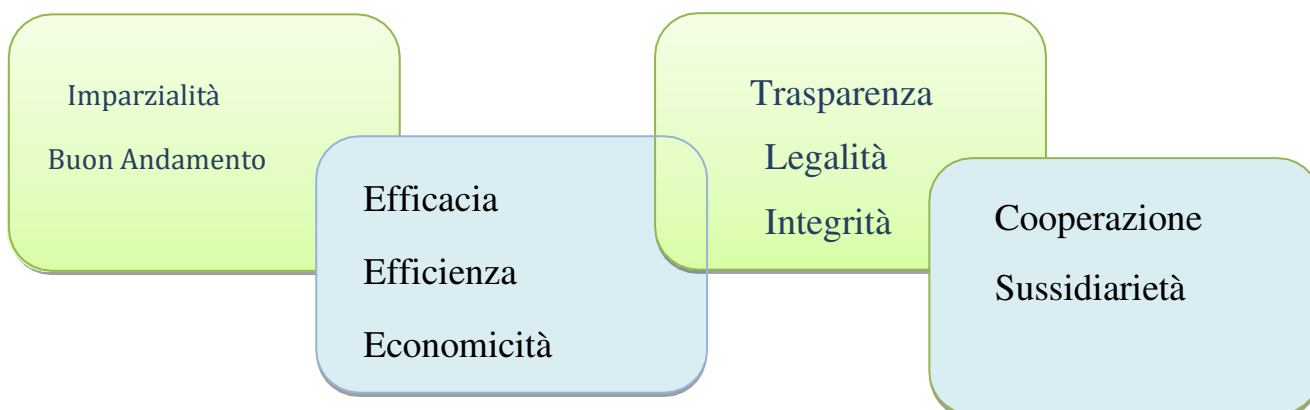 Imparzialità
Buon Andamento
Efficacia
Efficienza
Economicità
Trasparenza
Legalità
Integrità
Cooperazione
Sussidiarietà